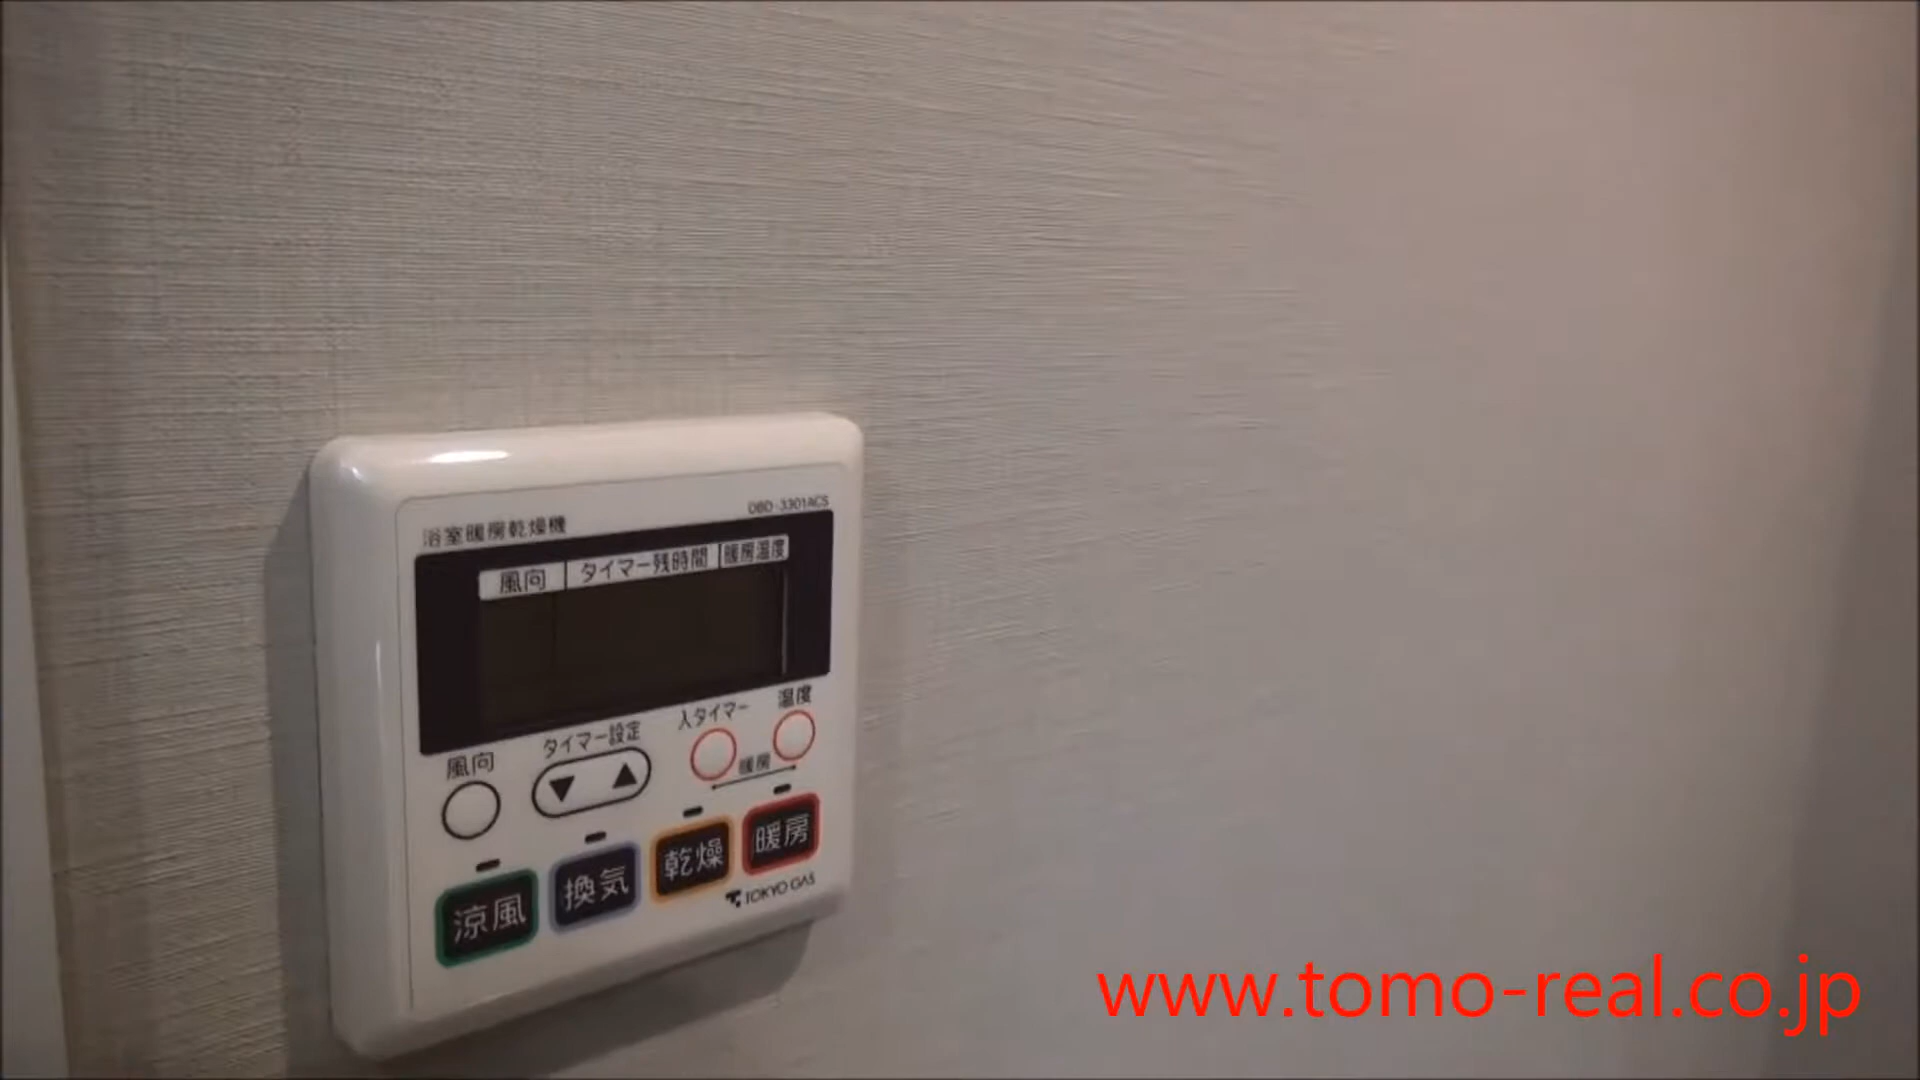 浴室暖房乾燥機
DBD-3301ACS
風向 タイマー残時間 暖房温度
風向
タイマー設定
入タイマー
温度
▼ ▲
暖房
涼風
換気
乾燥
暖房
TOKYO GAS
www.tomo-real.co.jp